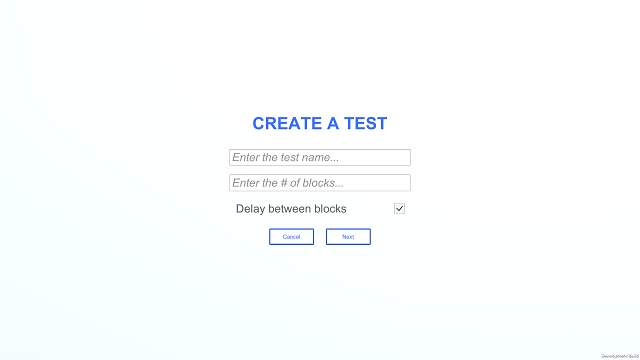 CREATE A TEST
Enter the test name...
Enter the # of blocks...
Delay between blocks
Cancel Next
Development Build